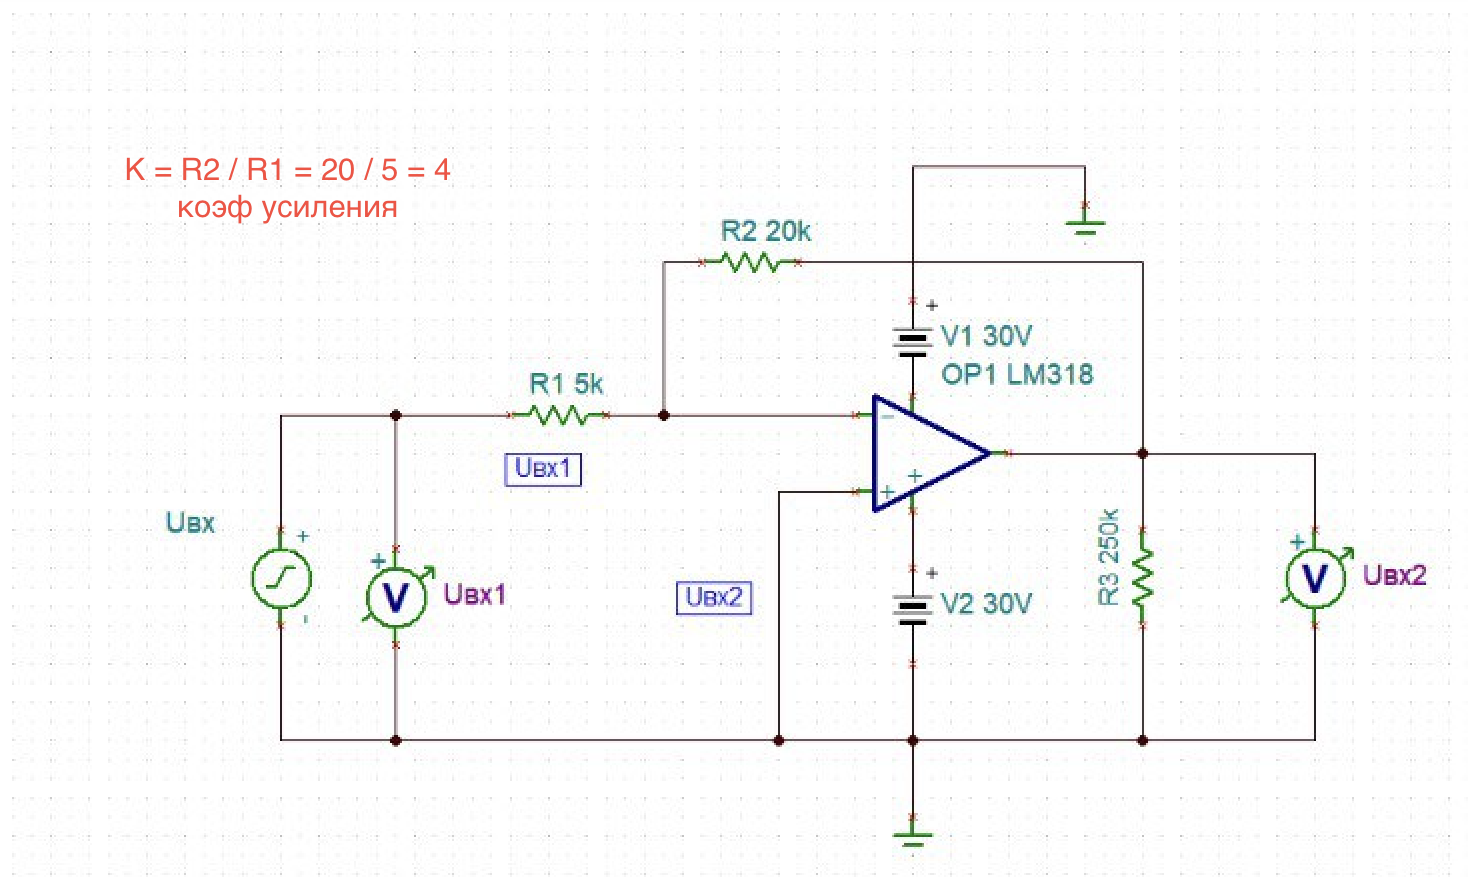 K = R2 / R1 = 20 / 5 = 4
коэф усиления
R2 20k
+
V1 30V
OP1 LM318
R1 5k
Uвх1
Uвх
+
-
+
V
Uвх1
Uвх2
-
+
+
+
V2 30V
R3 250k
+
V
Uвх2